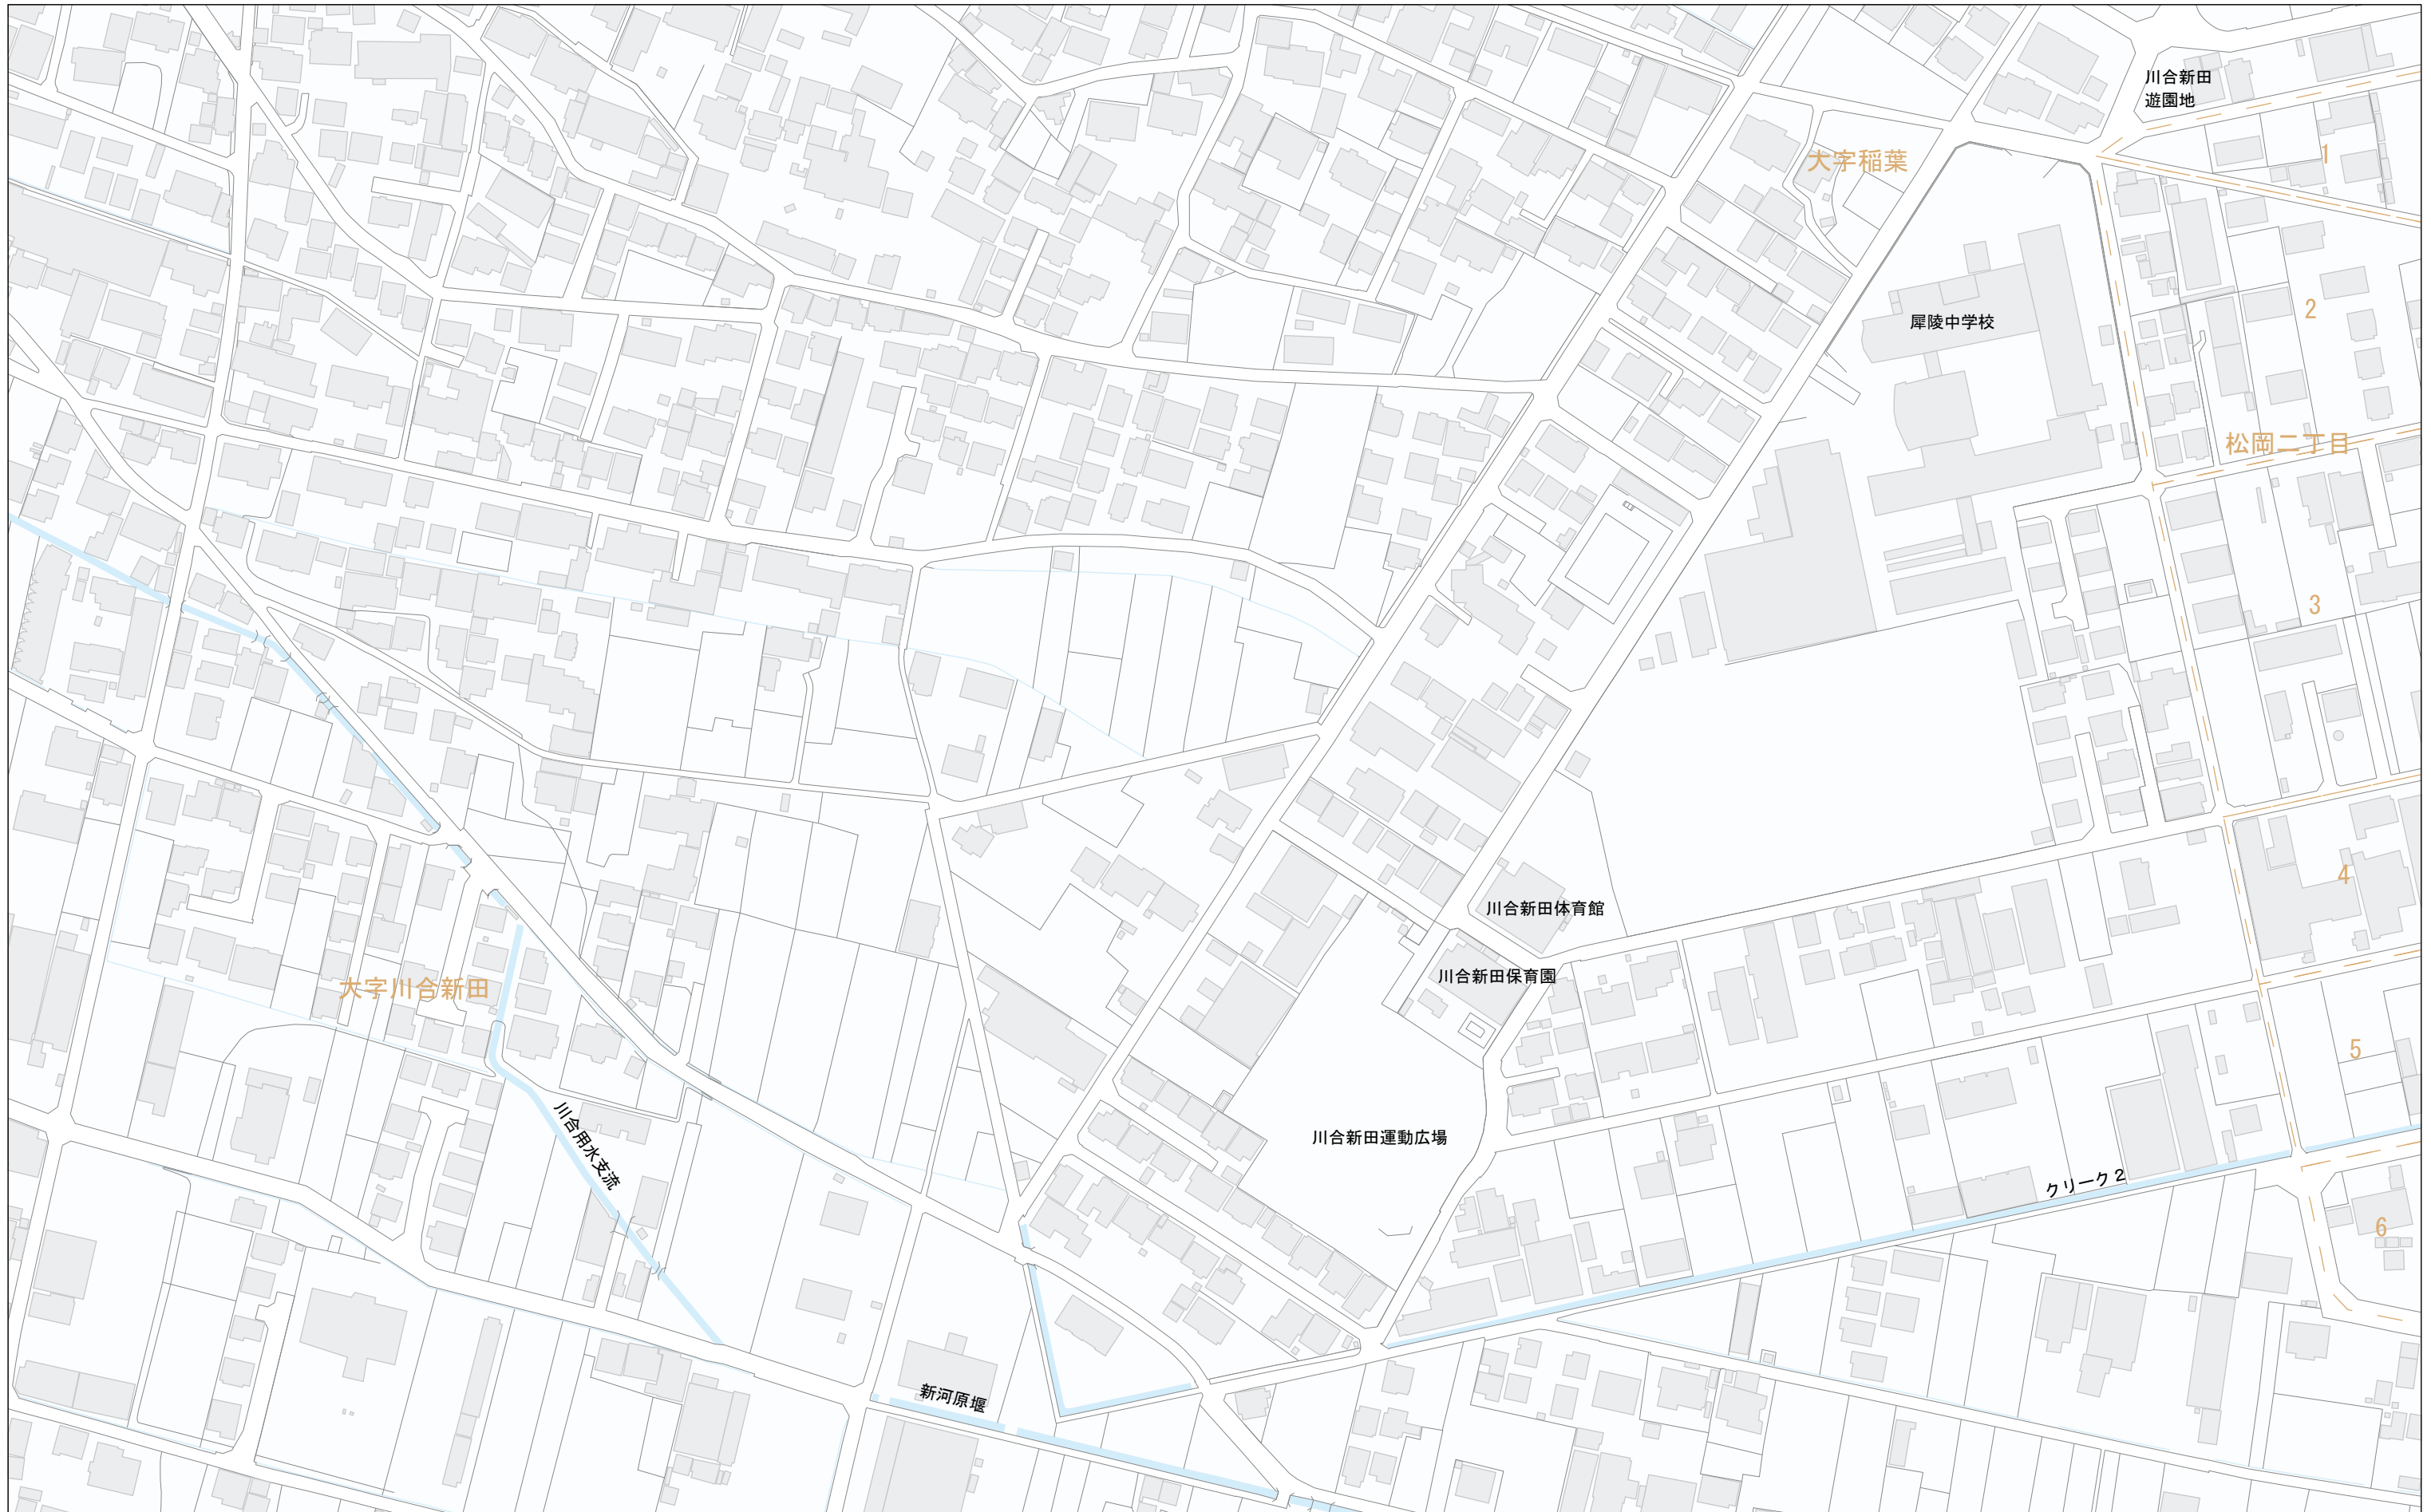 川合新田
遊園地
大字稲葉
1
犀陵中学校
2
松岡二丁目
3
川合新田体育館
4
川合新田保育園
大字川合新田
5
川合用水支流
川合新田運動広場
クリーク2
6
新河原堰